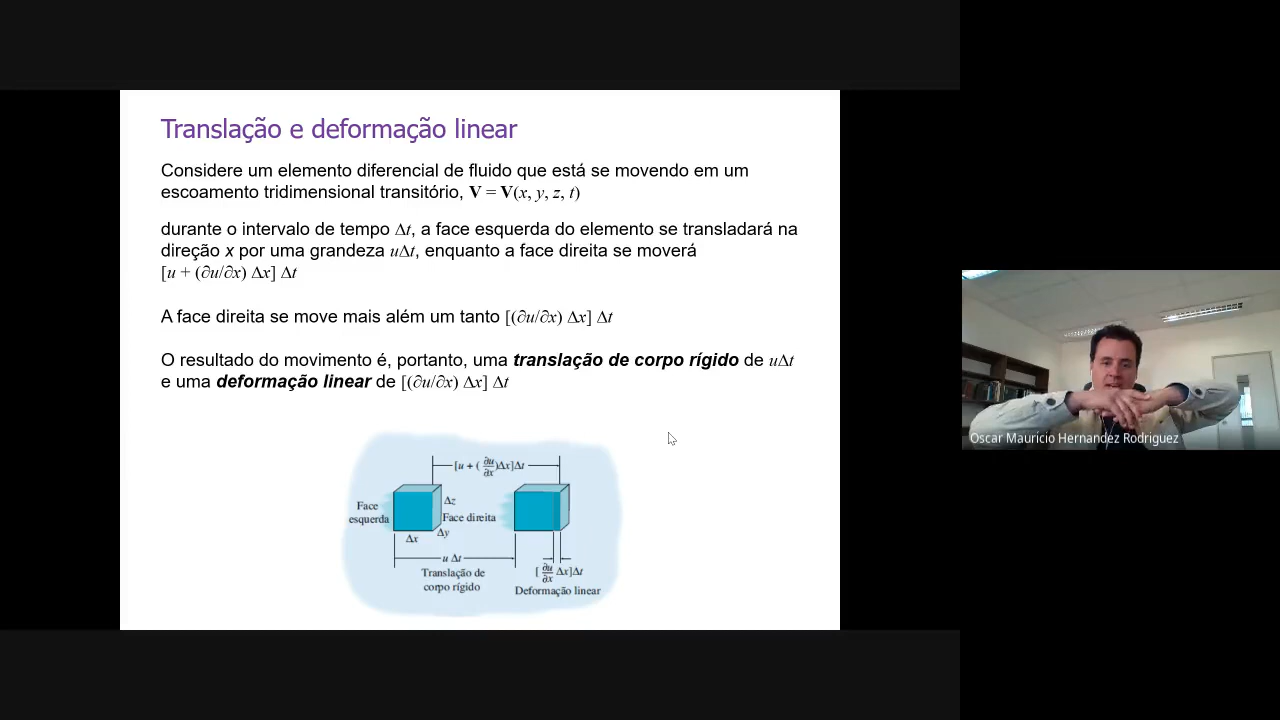 Translação e deformação linear
Considere um elemento diferencial de fluido que está se movendo em um
escoamento tridimensional transitório, V = V(x, y, z, t)
durante o intervalo de tempo Δt, a face esquerda do elemento se transladará na
direção x por uma grandeza uΔt, enquanto a face direita se moverá
[u + (∂u/∂x) Δx] Δt
A face direita se move mais além um tanto [(∂u/∂x) Δx] Δt
O resultado do movimento é, portanto, uma translação de corpo rígido de uΔt
e uma deformação linear de [(∂u/∂x) Δx] Δt
[u + (∂u/∂x)Δx]Δt
Face
esquerda
Δz
Face direita
Δy
Δx
u Δt
Translação de
corpo rígido
[∂u/∂x Δx]Δt
Deformação linear
Oscar Mauricio Hernandez Rodriguez